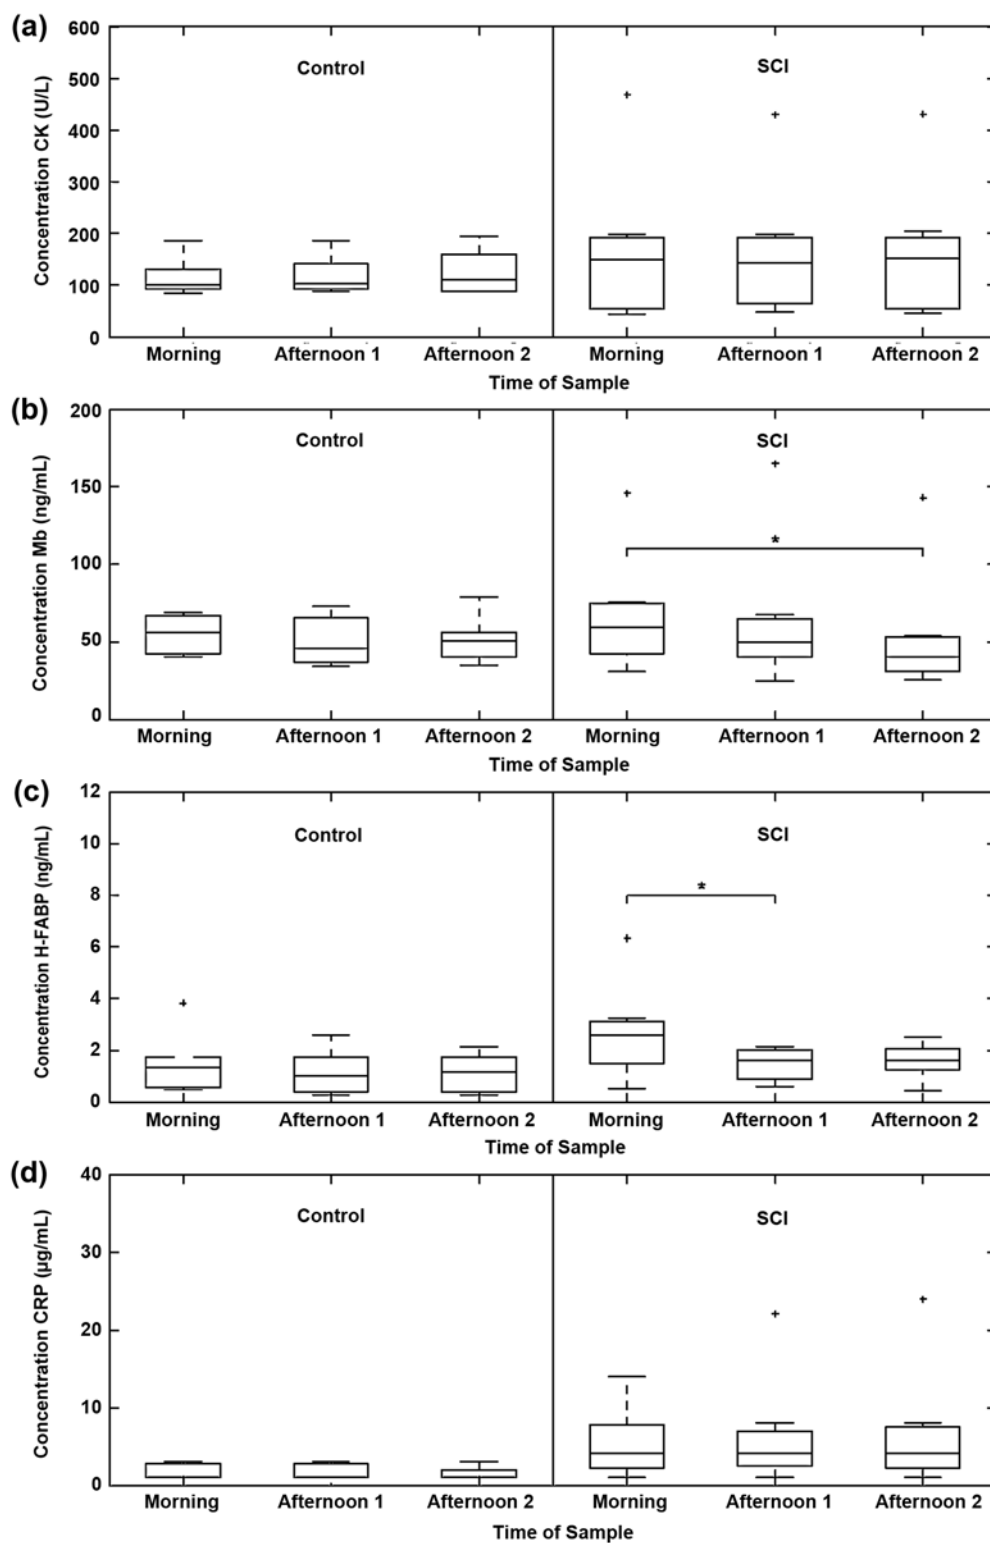 (a)
Concentration CK (U/L)
600
500
400
300
200
100
0
Control
SCI
Morning
Afternoon 1
Afternoon 2
Morning
Afternoon 1
Afternoon 2
Time of Sample
(b)
Concentration Mb (ng/mL)
200
150
100
50
0
Control
SCI
*
Morning
Afternoon 1
Afternoon 2
Morning
Afternoon 1
Afternoon 2
Time of Sample
(c)
Concentration H-FABP (ng/mL)
12
10
8
6
4
2
0
Control
SCI
*
Morning
Afternoon 1
Afternoon 2
Morning
Afternoon 1
Afternoon 2
Time of Sample
(d)
Concentration CRP (µg/mL)
40
30
20
10
0
Control
SCI
Morning
Afternoon 1
Afternoon 2
Morning
Afternoon 1
Afternoon 2
Time of Sample